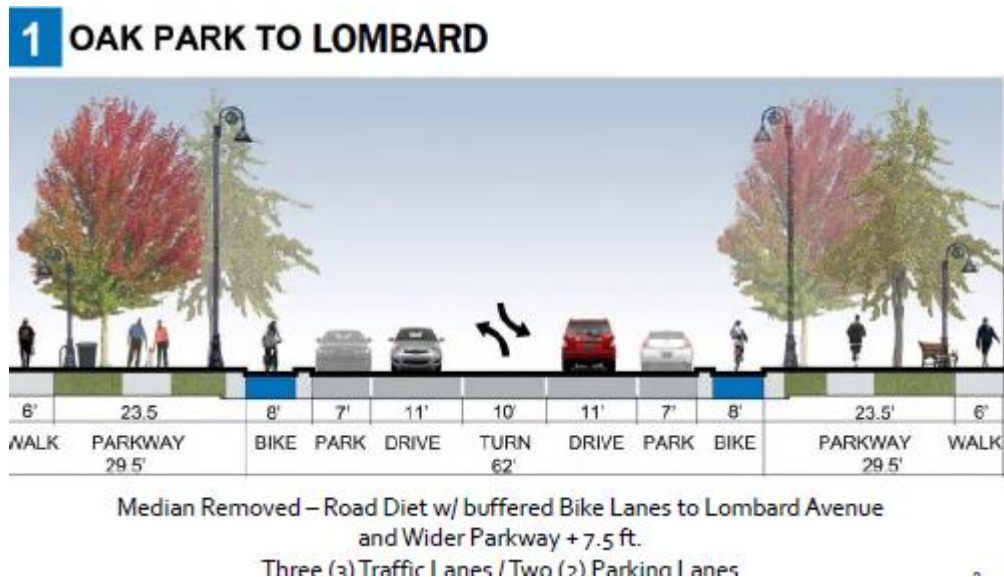 1 OAK PARK TO LOMBARD
6' 23.5 8' 7' 11' 10' 11' 7' 8' 23.5' 6'
WALK PARKWAY BIKE PARK DRIVE TURN DRIVE PARK BIKE PARKWAY WALK
29.5' 62' 29.5'
Median Removed – Road Diet w/ buffered Bike Lanes to Lombard Avenue
and Wider Parkway + 7.5 ft.
Three (3) Traffic Lanes / Two (2) Parking Lanes